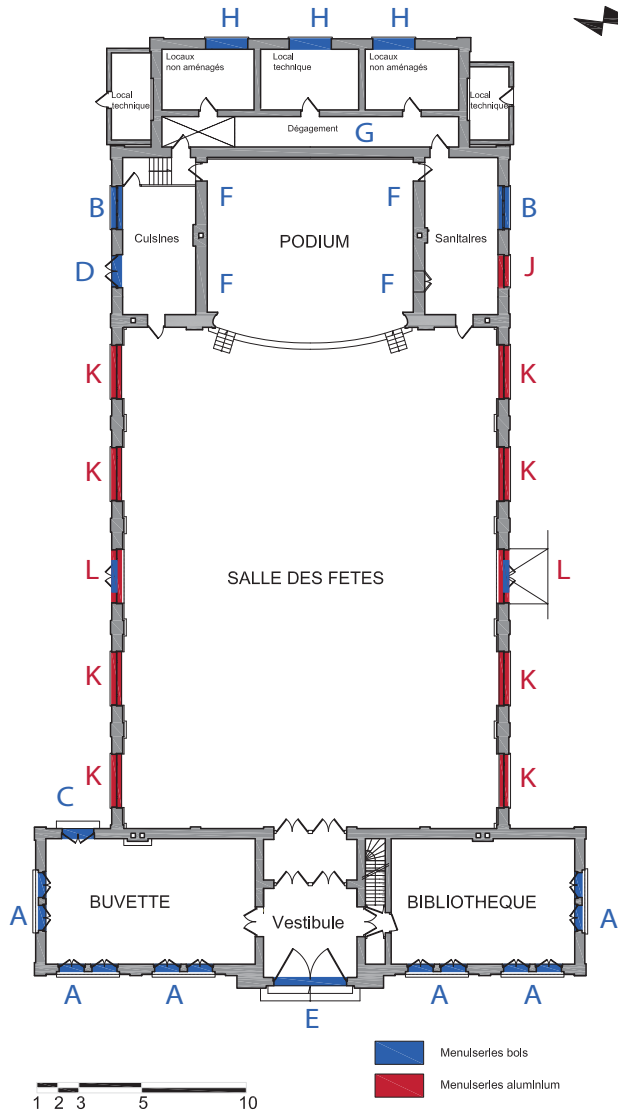 H H H
Locaux
non aménagés
Local
technique
Locaux
non aménagés
Local
technique
Local
technique
Dégagement G
B F F B
Cuisines PODIUM Sanitaires
D F F J
K K
K K
L SALLE DES FETES L
K K
K K
C
BUVETTE BIBLIOTHEQUE
A Vestibule A
A A A A
E
Menuiseries bois
Menuiseries aluminium
1 2 3 5 10